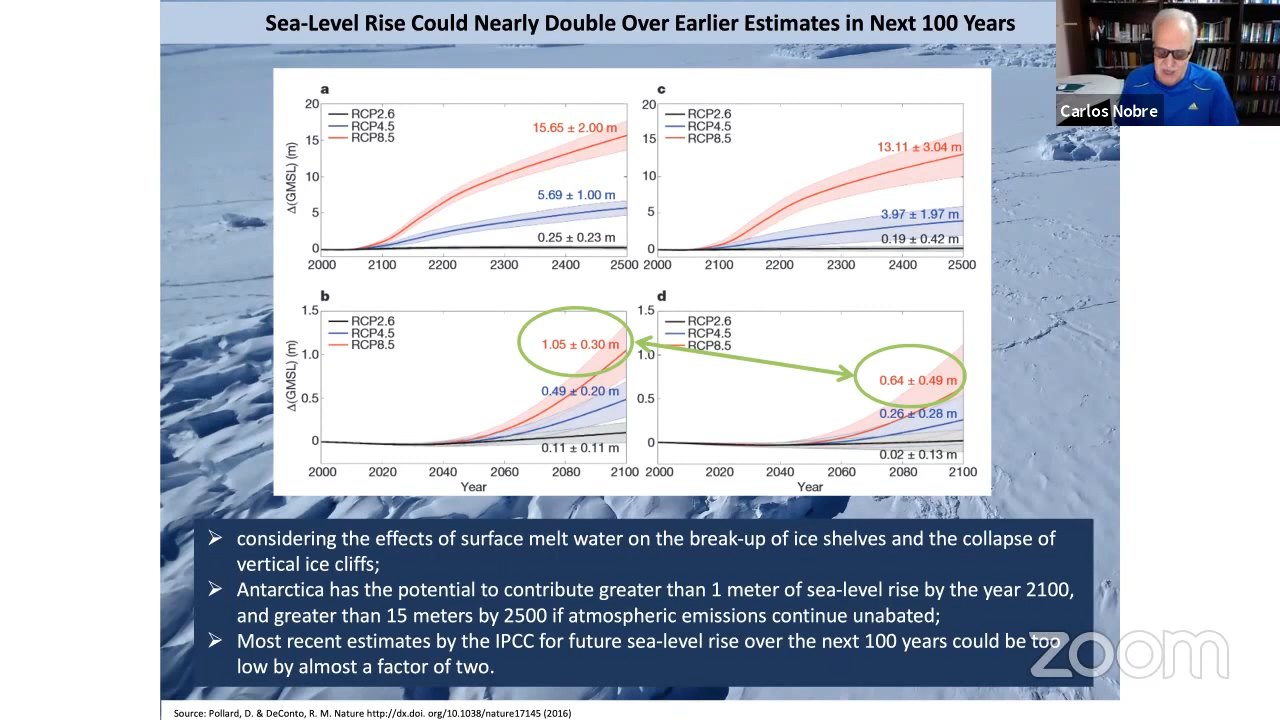 Sea-Level Rise Could Nearly Double Over Earlier Estimates in Next 100 Years
Carlos Nobre
a
20
15
10
5
0
Δ(GMSL) (m)
RCP2.6
RCP4.5
RCP8.5
15.65 ± 2.00 m
5.69 ± 1.00 m
0.25 ± 0.23 m
2000 2100 2200 2300 2400 2500
c
20
15
10
5
0
RCP2.6
RCP4.5
RCP8.5
13.11 ± 3.04 m
3.97 ± 1.97 m
0.19 ± 0.42 m
2000 2100 2200 2300 2400 2500
b
1.5
1.0
0.5
0
Δ(GMSL) (m)
RCP2.6
RCP4.5
RCP8.5
1.05 ± 0.30 m
0.49 ± 0.20 m
0.11 ± 0.11 m
2000 2020 2040 2060 2080 2100
Year
d
1.5
1.0
0.5
0
RCP2.6
RCP4.5
RCP8.5
0.64 ± 0.49 m
0.26 ± 0.28 m
0.02 ± 0.13 m
2000 2020 2040 2060 2080 2100
Year
considering the effects of surface melt water on the break-up of ice shelves and the collapse of
vertical ice cliffs;
Antarctica has the potential to contribute greater than 1 meter of sea-level rise by the year 2100,
and greater than 15 meters by 2500 if atmospheric emissions continue unabated;
Most recent estimates by the IPCC for future sea-level rise over the next 100 years could be too
low by almost a factor of two.
zoom
Source: Pollard, D. & DeConto, R. M. Nature http://dx.doi. org/10.1038/nature17145 (2016)